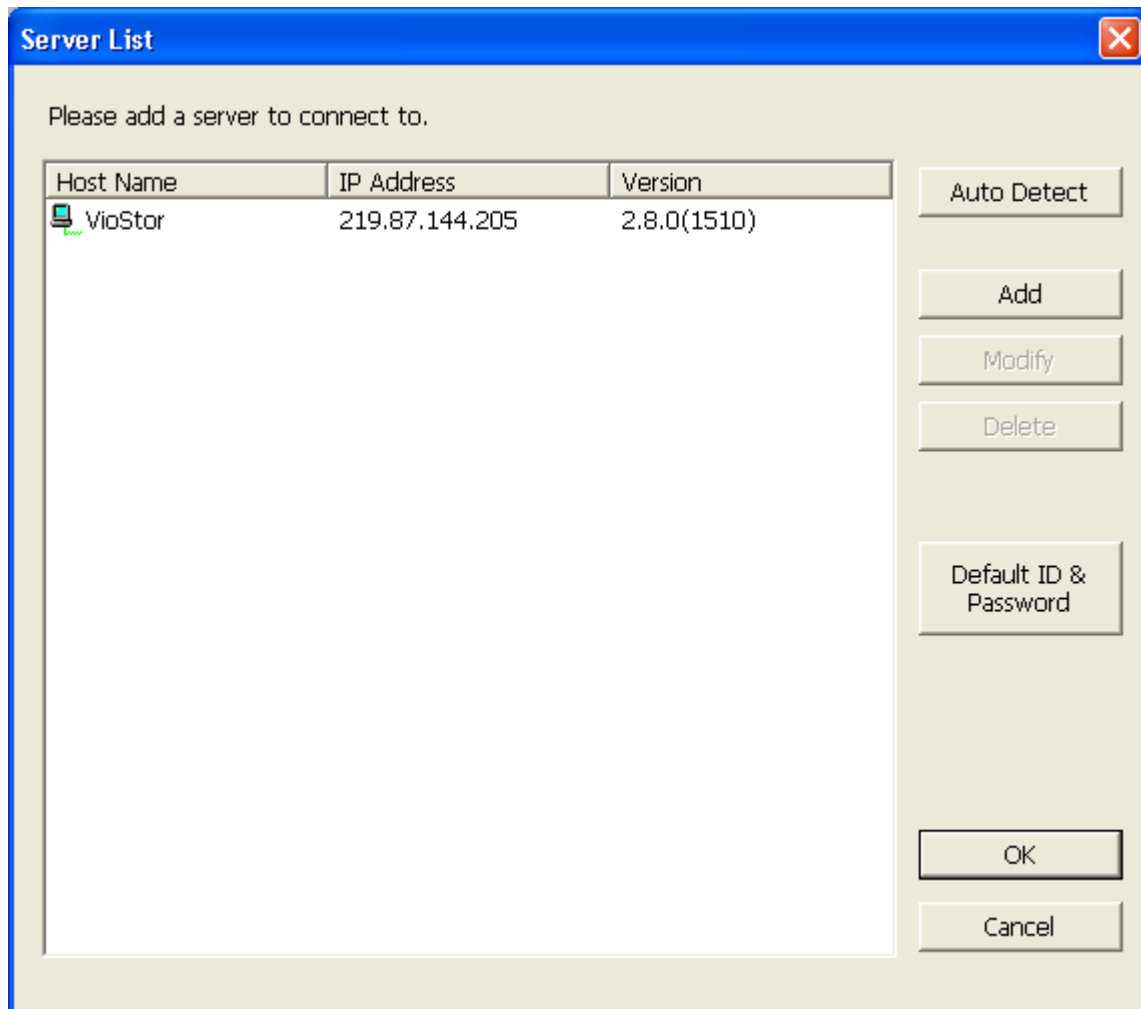 Server List
Please add a server to connect to.
Host Name IP Address Version
VioStor 219.87.144.205 2.8.0(1510)
Auto Detect
Add
Modify
Delete
Default ID &
Password
OK
Cancel